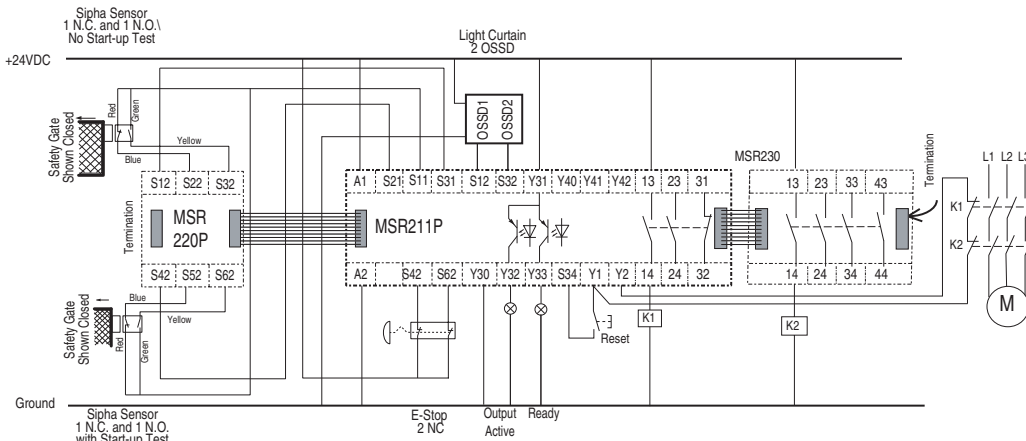 Sipha Sensor
1 N.C. and 1 N.O.\
No Start-up Test
Light Curtain
2 OSSD
+24VDC
Red
Green
Yellow
Blue
Safety Gate
Shown Closed
OSSD1
OSSD2
MSR230
Termination
L1 L2 L3
S12 S22 S32
A1 S21 S11 S31 S12 S32 Y31 Y40 Y41 Y42 13 23 31
13 23 33 43
Termination
MSR
220P
MSR211P
K1
K2
S42 S52 S62
A2 S42 S62 Y30 Y32 Y33 S34 Y1 Y2 14 24 32
14 24 34 44
Blue
Yellow
Red
Green
Safety Gate
Shown Closed
K1
K2
M
Reset
Ground
Sipha Sensor
1 N.C. and 1 N.O.
with Start-up Test
E-Stop
2 NC
Output
Active
Ready